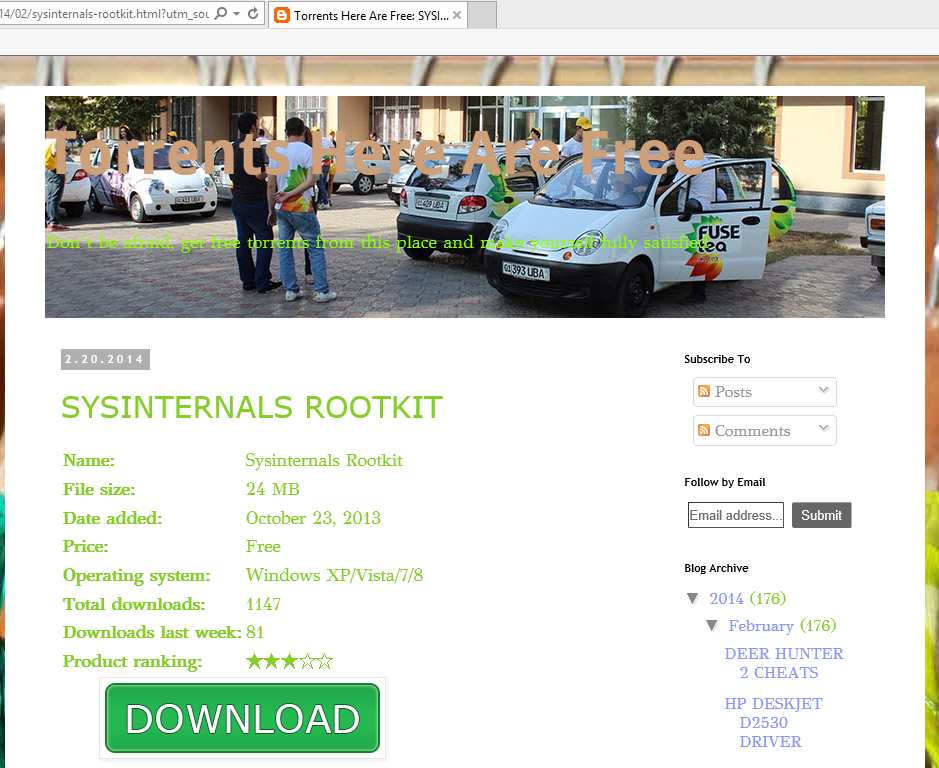 14/02/sysinternals-rootkit.html?utm_sou
Torrents Here Are Free: SYSI...
Torrents Here Are Free
Don't be afraid, get free torrents from this place and make yourself fully satisfied.
FUSE
tea
01 409 UBA
01 393 UBA
2.20.2014
SYSINTERNALS ROOTKIT
Name: Sysinternals Rootkit
File size: 24 MB
Date added: October 23, 2013
Price: Free
Operating system: Windows XP/Vista/7/8
Total downloads: 1147
Downloads last week: 81
Product ranking: ★★★☆☆
DOWNLOAD
Subscribe To
Posts
Comments
Follow by Email
Email address...
Submit
Blog Archive
▼ 2014 (176)
▼ February (176)
DEER HUNTER
2 CHEATS
HP DESKJET
D2530
DRIVER